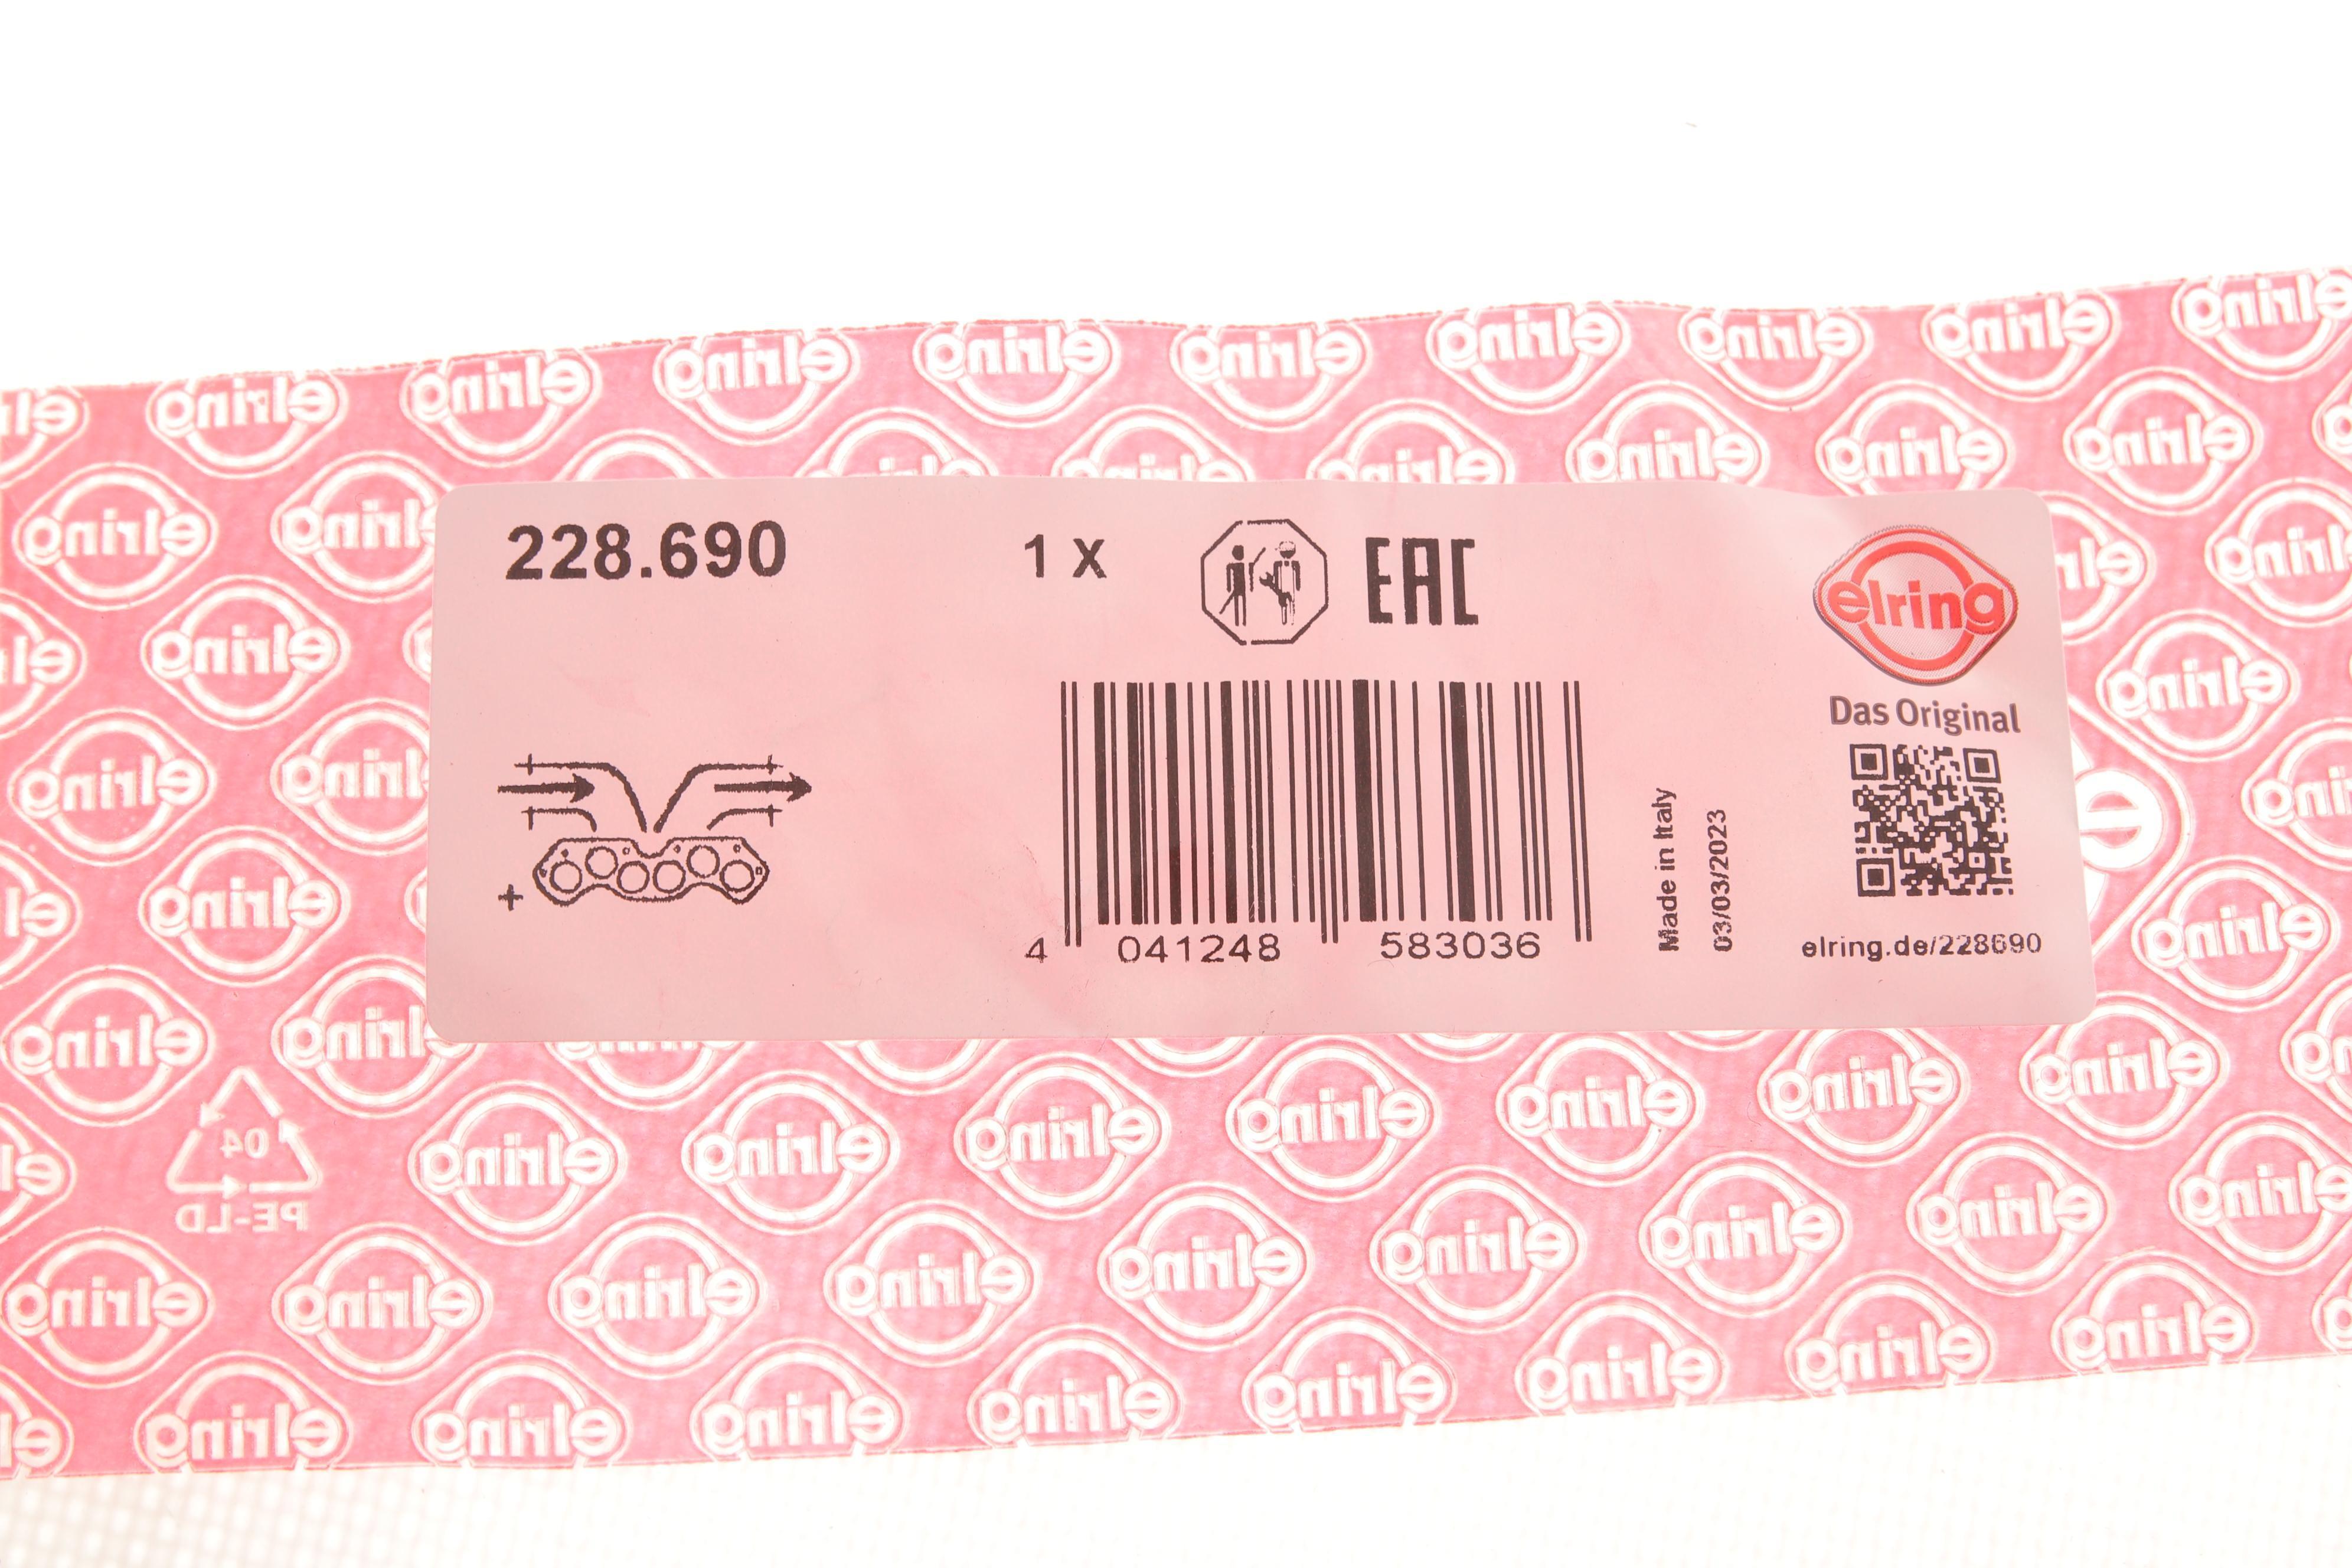 228.690
1 X
EAC
elring
Das Original
4 041248 583036
Made in Italy
03/03/2023
elring.de/228690
04
PE-LD